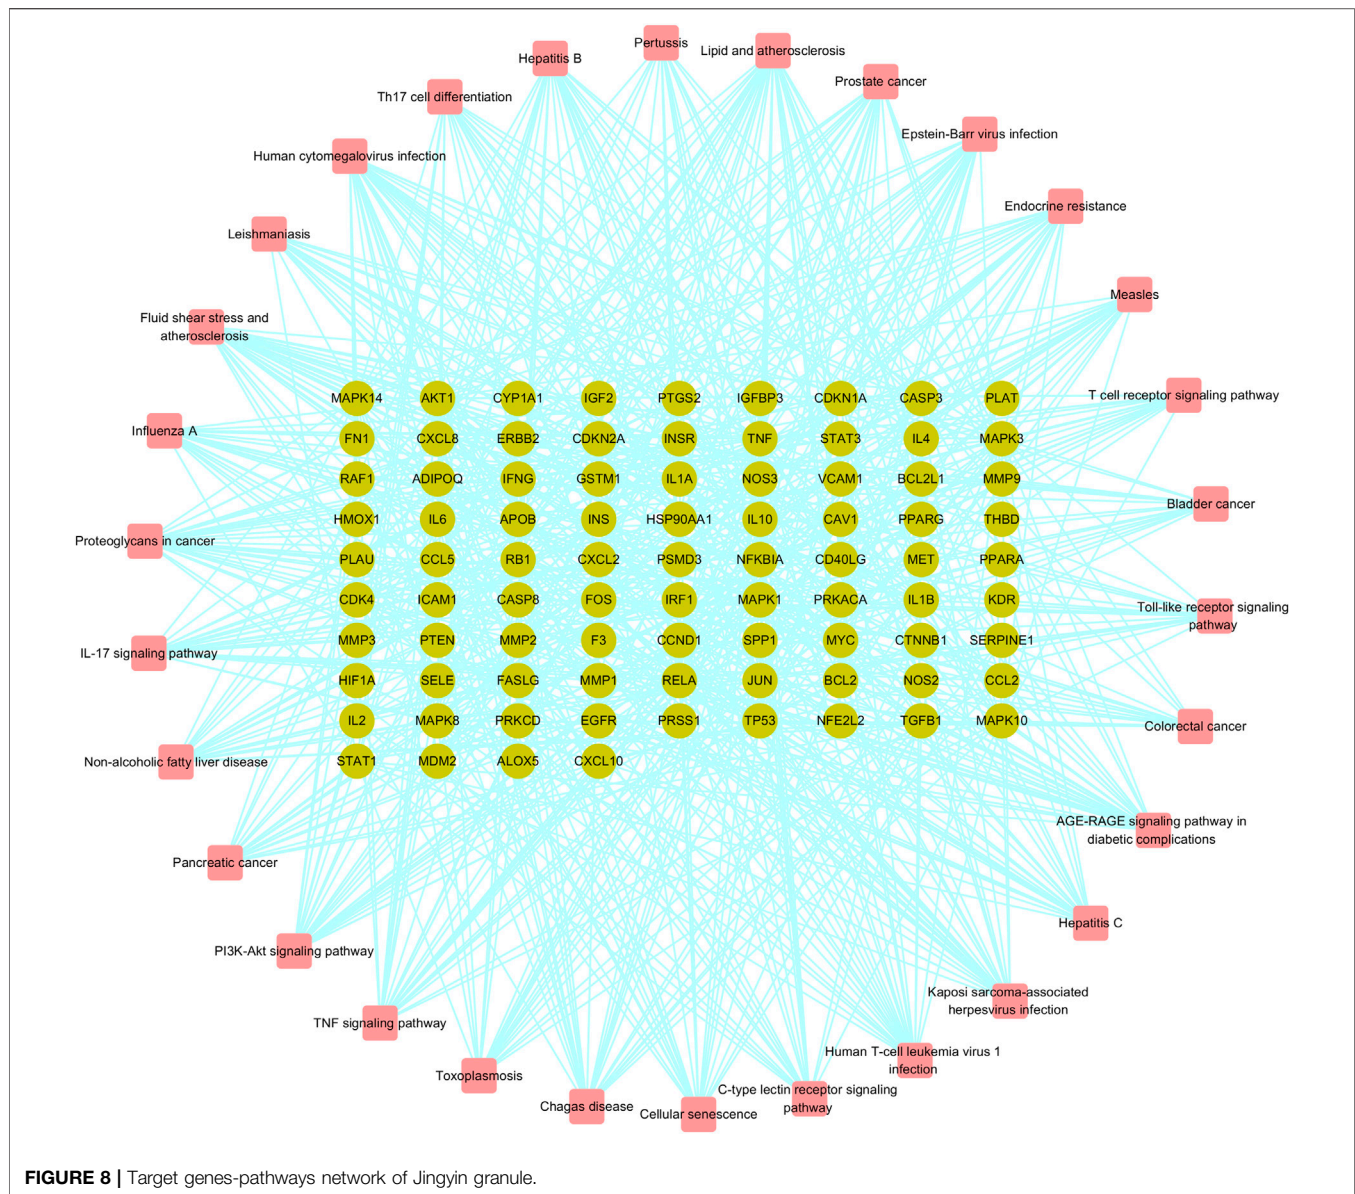 Pertussis
Lipid and atherosclerosis
Hepatitis B
Prostate cancer
Th17 cell differentiation
Epstein-Barr virus infection
Human cytomegalovirus infection
Endocrine resistance
Leishmaniasis
Measles
Fluid shear stress and
atherosclerosis
T cell receptor signaling pathway
MAPK14 AKT1 CYP1A1 IGF2 PTGS2 IGFBP3 CDKN1A CASP3 PLAT
Influenza A
FN1 CXCL8 ERBB2 CDKN2A INSR TNF STAT3 IL4 MAPK3
RAF1 ADIPOQ IFNG GSTM1 IL1A NOS3 VCAM1 BCL2L1 MMP9
Bladder cancer
HMOX1 IL6 APOB INS HSP90AA1 IL10 CAV1 PPARG THBD
Proteoglycans in cancer
PLAU CCL5 RB1 CXCL2 PSMD3 NFKBIA CD40LG MET PPARA
CDK4 ICAM1 CASP8 FOS IRF1 MAPK1 PRKACA IL1B KDR
Toll-like receptor signaling
pathway
MMP3 PTEN MMP2 F3 CCND1 SPP1 MYC CTNNB1 SERPINE1
IL-17 signaling pathway
HIF1A SELE FASLG MMP1 RELA JUN BCL2 NOS2 CCL2
IL2 MAPK8 PRKCD EGFR PRSS1 TP53 NFE2L2 TGFB1 MAPK10
Colorectal cancer
STAT1 MDM2 ALOX5 CXCL10
Non-alcoholic fatty liver disease
AGE-RAGE signaling pathway in
diabetic complications
Pancreatic cancer
Hepatitis C
PI3K-Akt signaling pathway
Kaposi sarcoma-associated
herpesvirus infection
TNF signaling pathway
Human T-cell leukemia virus 1
infection
Toxoplasmosis
C-type lectin receptor signaling
pathway
Chagas disease
Cellular senescence
FIGURE 8 | Target genes-pathways network of Jingyin granule.